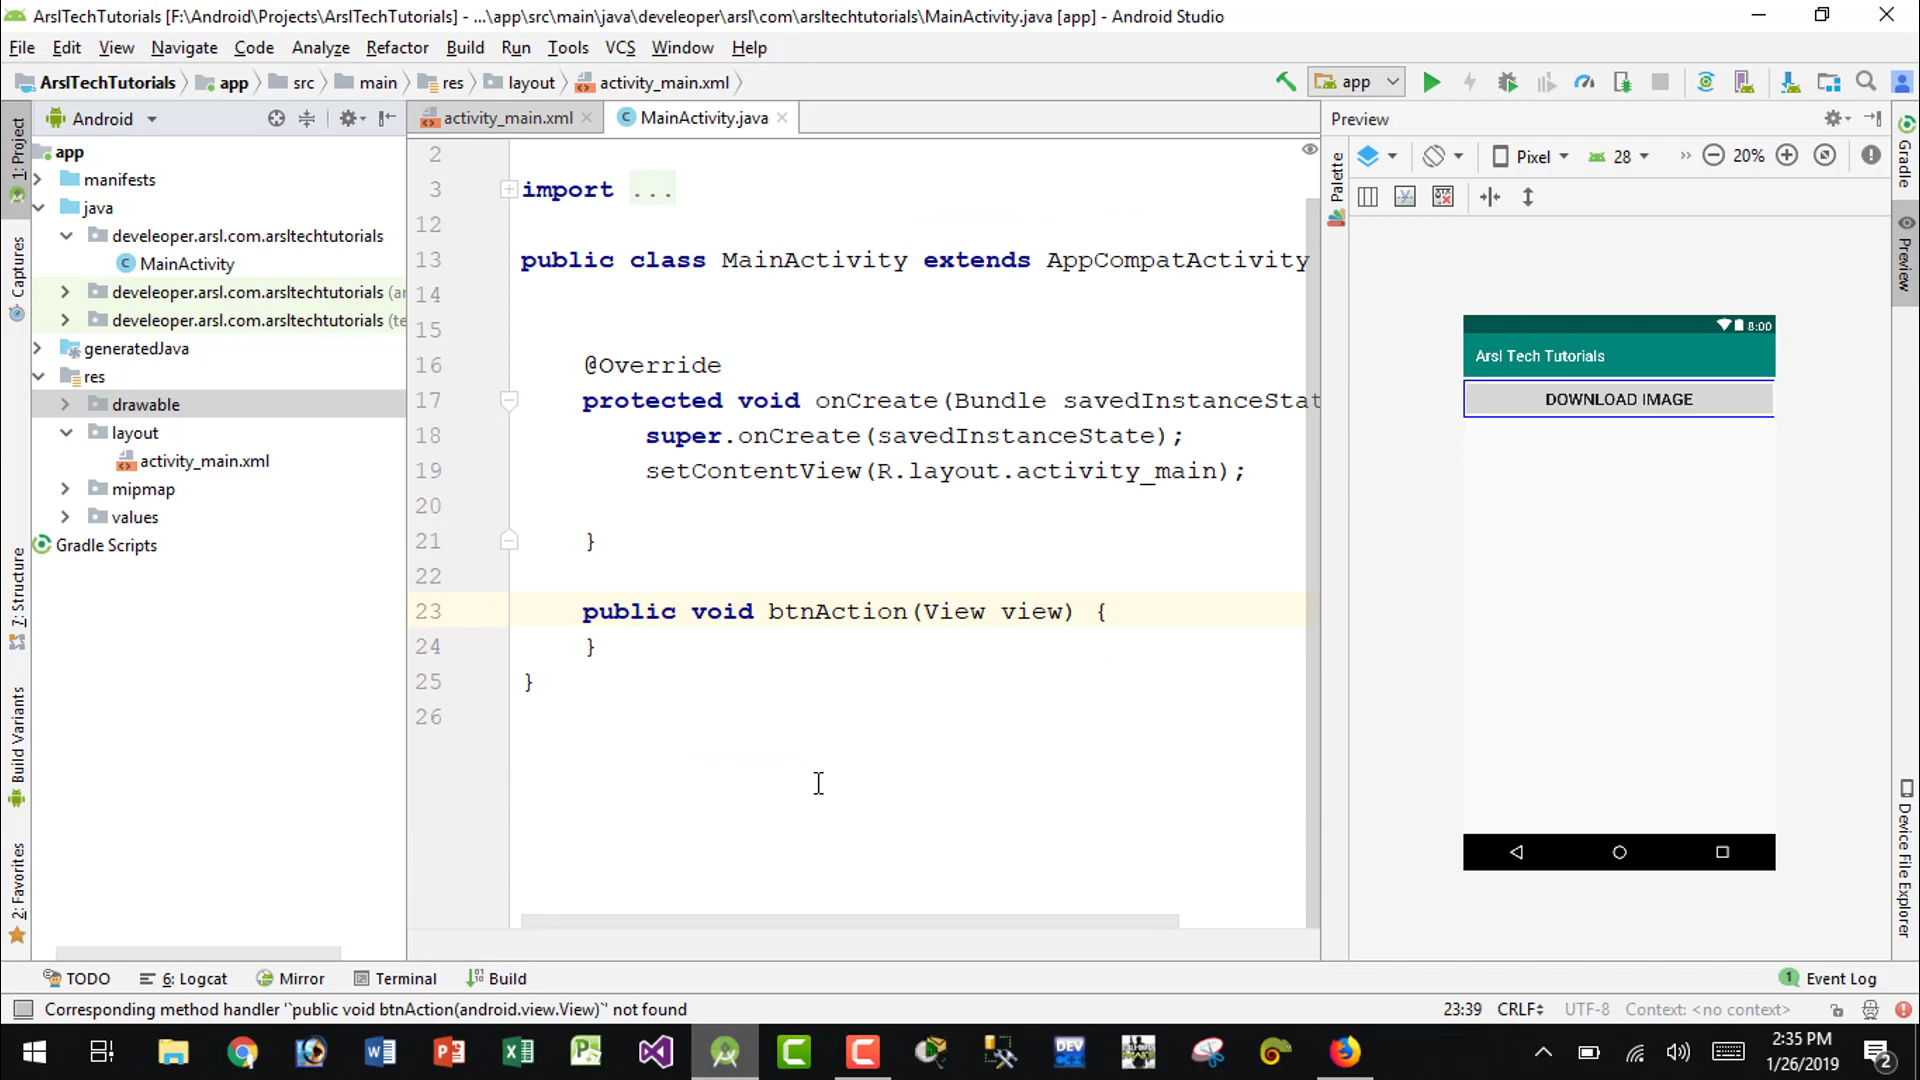 ArslTechTutorials [F:\Android\Projects\ArslTechTutorials] - ...\app\src\main\java\develeoper\arsl\com\arsltechtutorials\MainActivity.java [app] - Android Studio
File Edit View Navigate Code Analyze Refactor Build Run Tools VCS Window Help
ArslTechTutorials app src main res layout activity_main.xml app
Android activity_main.xml MainActivity.java Preview
Pixel 28 20%
1: Project
Captures
7: Structure
Build Variants
2: Favorites
app
manifests
java
develeoper.arsl.com.arsltechtutorials
MainActivity
develeoper.arsl.com.arsltechtutorials (ar
develeoper.arsl.com.arsltechtutorials (te
generatedJava
res
drawable
layout
activity_main.xml
mipmap
values
Gradle Scripts
2
3 import ...
12
13 public class MainActivity extends AppCompatActivity
14
15
16 @Override
17 protected void onCreate(Bundle savedInstanceStat
18 super.onCreate(savedInstanceState);
19 setContentView(R.layout.activity_main);
20
21 }
22
23 public void btnAction(View view) {
24 }
25 }
26
Palette
8:00
Arsl Tech Tutorials
DOWNLOAD IMAGE
Gradle
Preview
Device File Explorer
TODO 6: Logcat Mirror Terminal Build 1 Event Log
Corresponding method handler '`public void btnAction(android.view.View)`' not found 23:39 CRLF UTF-8 Context: <no context>
2:35 PM
1/26/2019
2